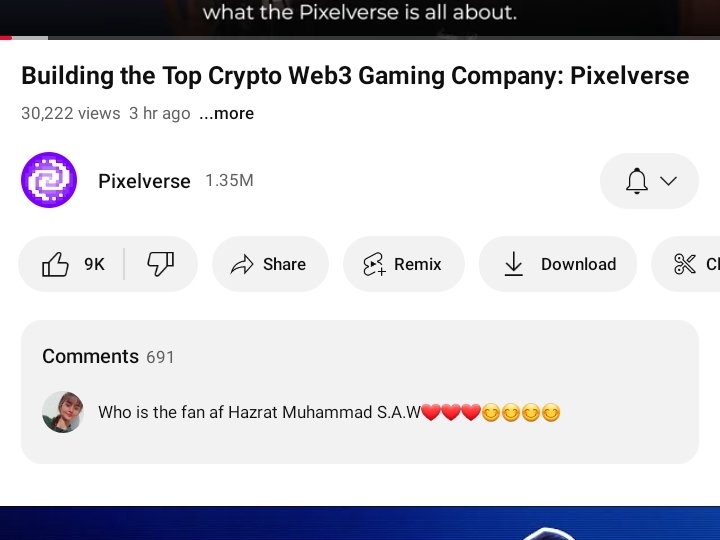 what the Pixelverse is all about.
Building the Top Crypto Web3 Gaming Company: Pixelverse
30,222 views 3 hr ago ...more
Pixelverse 1.35M
9K Share Remix Download
Comments 691
Who is the fan af Hazrat Muhammad S.A.W❤️❤️❤️😊😊😊😊